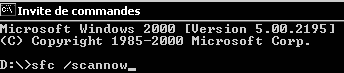 Invite de commandes
Microsoft Windows 2000 [Version 5.00.2195]
(C) Copyright 1985-2000 Microsoft Corp.
D:\>sfc /scannow_